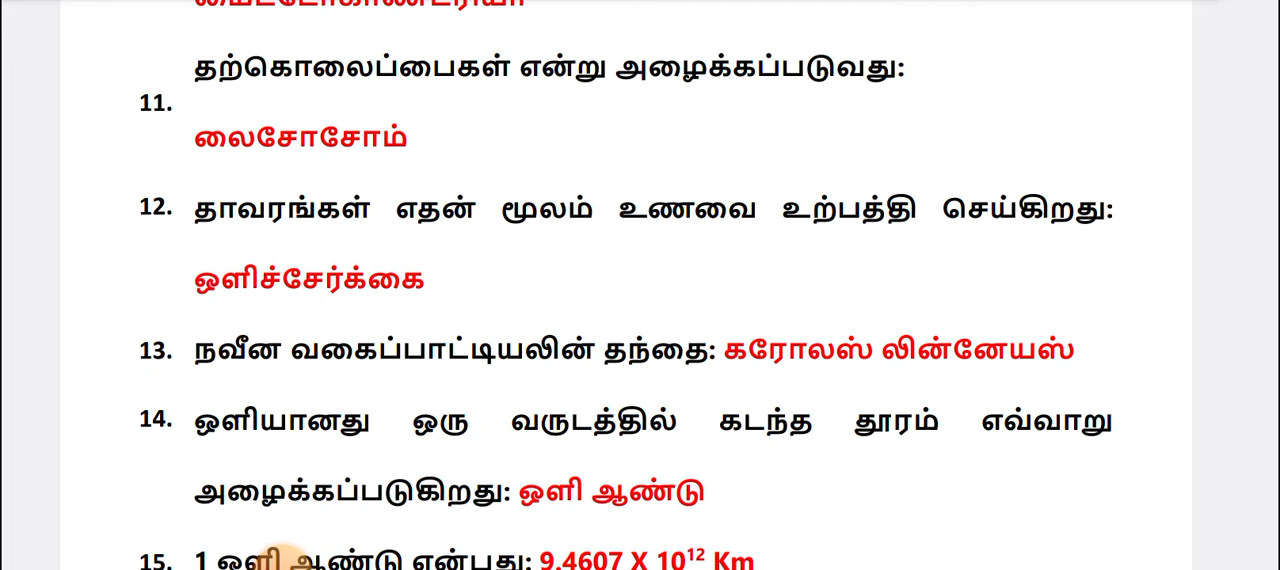 மைட்டோகாண்ட்ரியா
தற்கொலைப்பைகள் என்று அழைக்கப்படுவது:
11.
லைசோசோம்
12. தாவரங்கள் எதன் மூலம் உணவை உற்பத்தி செய்கிறது:
ஒளிச்சேர்க்கை
13. நவீன வகைப்பாட்டியலின் தந்தை: கரோலஸ் லின்னேயஸ்
14. ஒளியானது ஒரு வருடத்தில் கடந்த தூரம் எவ்வாறு
அழைக்கப்படுகிறது: ஒளி ஆண்டு
15. 1 ஒளி ஆண்டு என்பது: 9.4607 X 10¹² Km